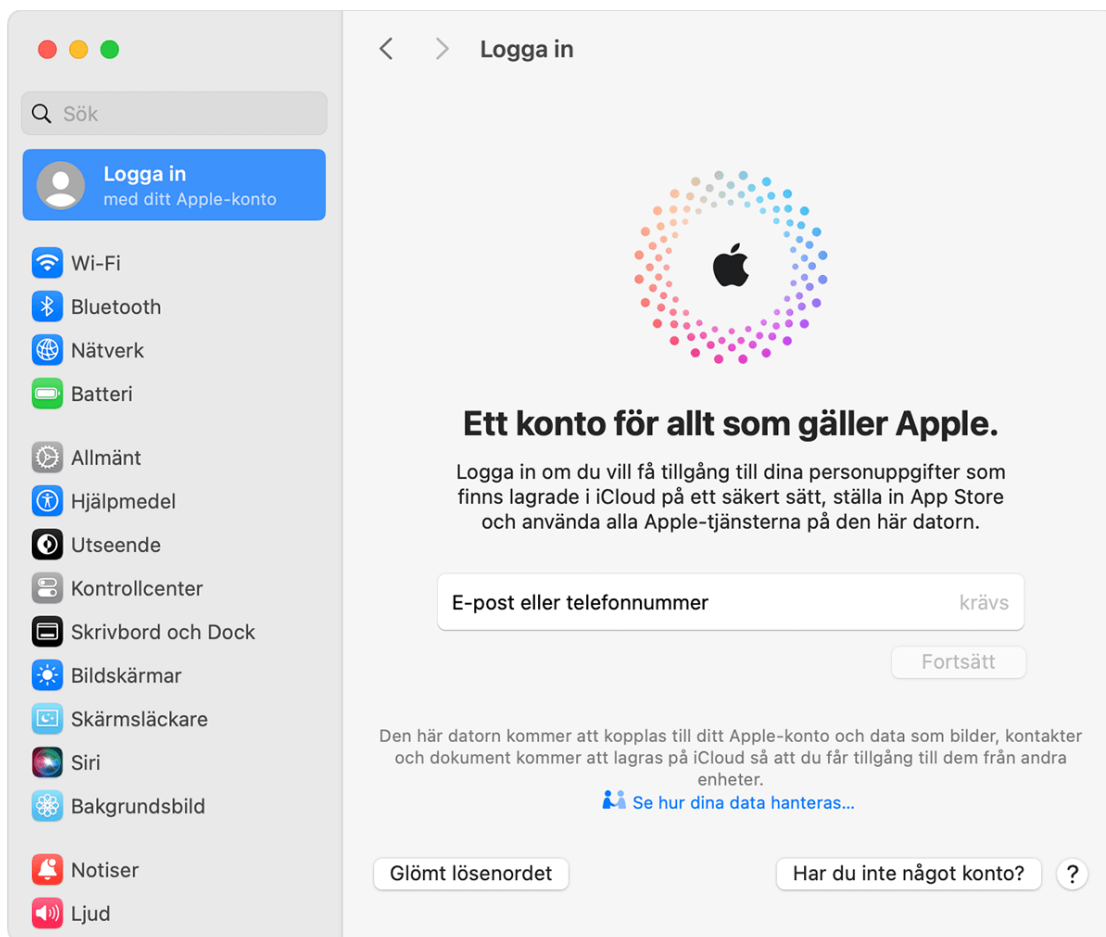 Logga in
Sök
Logga in
med ditt Apple-konto
Wi-Fi
Bluetooth
Nätverk
Batteri
Allmänt
Hjälpmedel
Utseende
Kontrollcenter
Skrivbord och Dock
Bildskärmar
Skärmsläckare
Siri
Bakgrundsbild
Notiser
Ljud
Ett konto för allt som gäller Apple.
Logga in om du vill få tillgång till dina personuppgifter som
finns lagrade i iCloud på ett säkert sätt, ställa in App Store
och använda alla Apple-tjänsterna på den här datorn.
E-post eller telefonnummer krävs
Fortsätt
Den här datorn kommer att kopplas till ditt Apple-konto och data som bilder, kontakter
och dokument kommer att lagras på iCloud så att du får tillgång till dem från andra
enheter.
Se hur dina data hanteras...
Glömt lösenordet
Har du inte något konto?
?